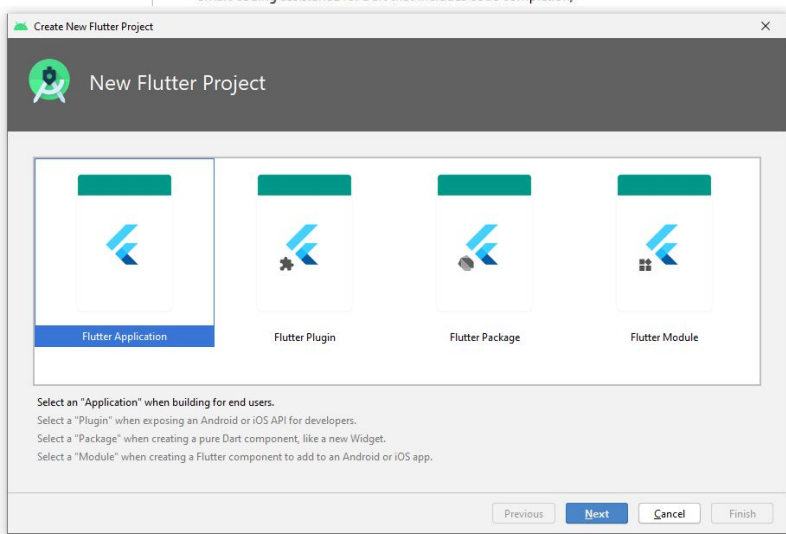 Create New Flutter Project
New Flutter Project
Flutter Application
Flutter Plugin
Flutter Package
Flutter Module
Select an "Application" when building for end users.
Select a "Plugin" when exposing an Android or iOS API for developers.
Select a "Package" when creating a pure Dart component, like a new Widget.
Select a "Module" when creating a Flutter component to add to an Android or iOS app.
Previous
Next
Cancel
Finish